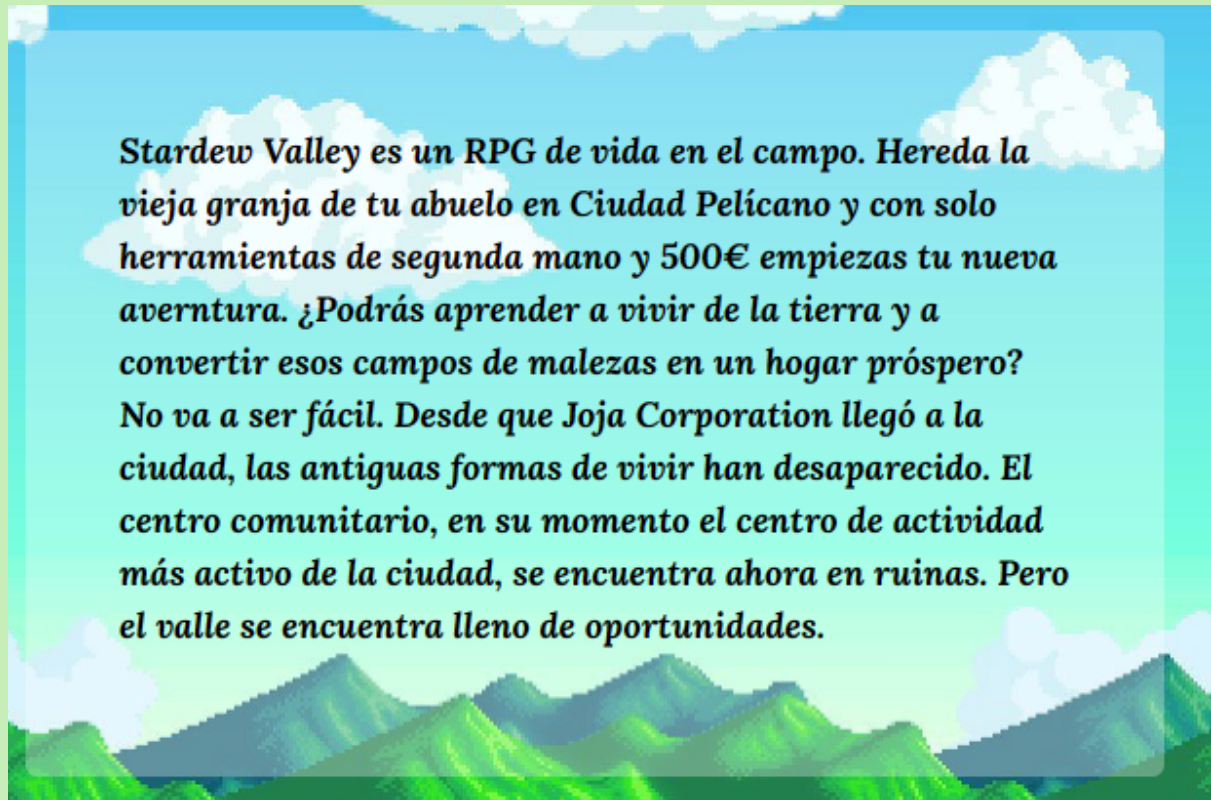 Stardew Valley es un RPG de vida en el campo. Hereda la
vieja granja de tu abuelo en Ciudad Pelícano y con solo
herramientas de segunda mano y 500€ empiezas tu nueva
averntura. ¿Podrás aprender a vivir de la tierra y a
convertir esos campos de malezas en un hogar próspero?
No va a ser fácil. Desde que Joja Corporation llegó a la
ciudad, las antiguas formas de vivir han desaparecido. El
centro comunitario, en su momento el centro de actividad
más activo de la ciudad, se encuentra ahora en ruinas. Pero
el valle se encuentra lleno de oportunidades.